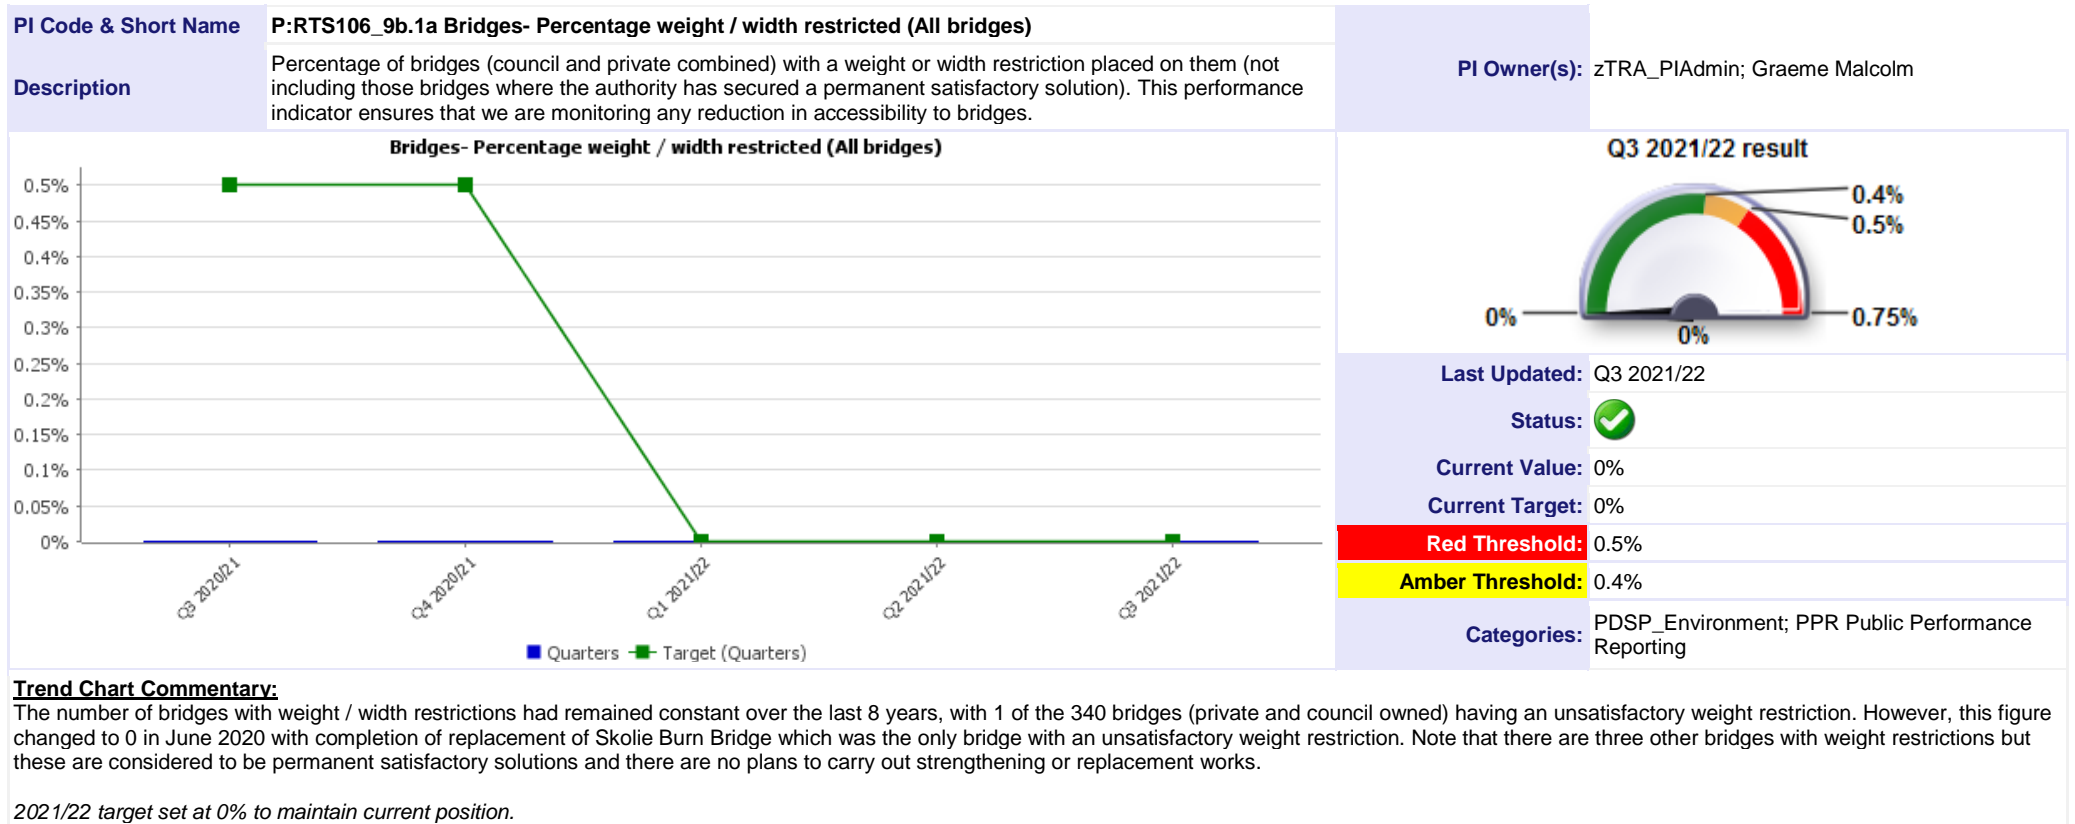 PI Code & Short Name
P:RTS106_9b.1a Bridges- Percentage weight / width restricted (All bridges)
Description
Percentage of bridges (council and private combined) with a weight or width restriction placed on them (not
including those bridges where the authority has secured a permanent satisfactory solution). This performance
indicator ensures that we are monitoring any reduction in accessibility to bridges.
PI Owner(s): zTRA_PIAdmin; Graeme Malcolm
Bridges- Percentage weight / width restricted (All bridges)
0.5%
0.45%
0.4%
0.35%
0.3%
0.25%
0.2%
0.15%
0.1%
0.05%
0%
Q3 2020/21
Q4 2020/21
Q1 2021/22
Q2 2021/22
Q3 2021/22
Quarters
Target (Quarters)
Q3 2021/22 result
0.4%
0.5%
0%
0.75%
0%
Last Updated: Q3 2021/22
Status:
Current Value: 0%
Current Target: 0%
Red Threshold: 0.5%
Amber Threshold: 0.4%
Categories: PDSP_Environment; PPR Public Performance
Reporting
Trend Chart Commentary:
The number of bridges with weight / width restrictions had remained constant over the last 8 years, with 1 of the 340 bridges (private and council owned) having an unsatisfactory weight restriction. However, this figure
changed to 0 in June 2020 with completion of replacement of Skolie Burn Bridge which was the only bridge with an unsatisfactory weight restriction. Note that there are three other bridges with weight restrictions but
these are considered to be permanent satisfactory solutions and there are no plans to carry out strengthening or replacement works.
2021/22 target set at 0% to maintain current position.